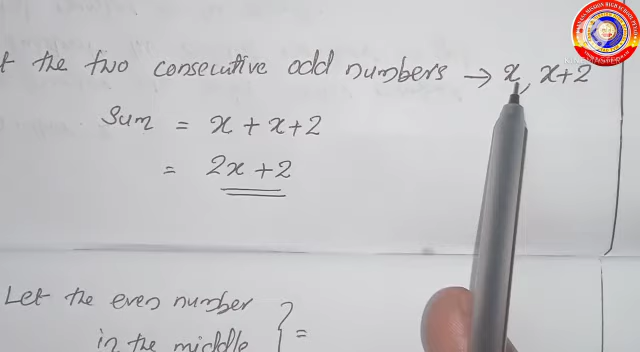 t the two consecutive odd numbers → x, x+2
Sum = x + x+2
= 2x +2
Let the even number
in the middle } =